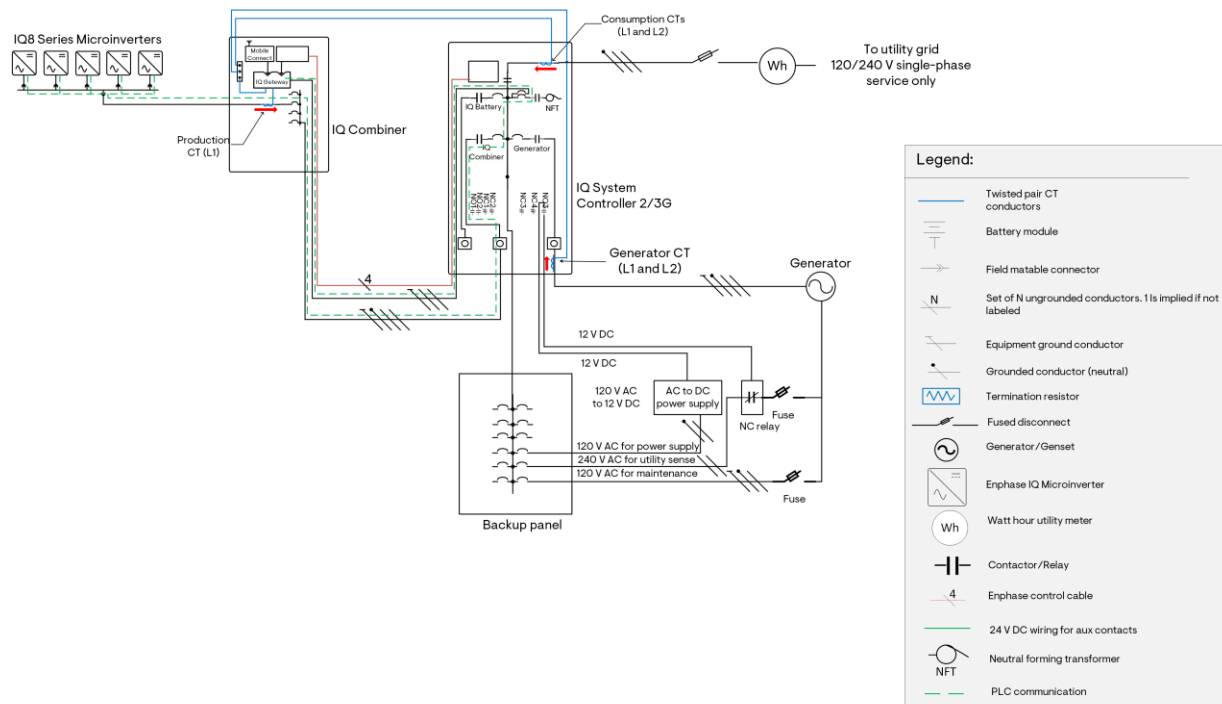 IQ8 Series Microinverters
Mobile
Connect
IQ Gateway
Production
CT (L1)
IQ Combiner
Consumption CTs
(L1 and L2)
Wh
To utility grid
120/240 V single-phase
service only
IQ Battery
NFT
IQ
Combiner
Generator
IQ System
Controller 2/3G
NO1
NO2
NC1
NC2
NC3
NC4
Generator CT
(L1 and L2)
Generator
4
12 V DC
12 V DC
120 V AC
to 12 V DC
AC to DC
power supply
NC relay
Fuse
120 V AC for power supply
240 V AC for utility sense
120 V AC for maintenance
Fuse
Backup panel
Legend:
Twisted pair CT
conductors
Battery module
Field matable connector
N
Set of N ungrounded conductors. 1 Is implied if not
labeled
Equipment ground conductor
Grounded conductor (neutral)
Termination resistor
Fused disconnect
Generator/Genset
Enphase IQ Microinverter
Wh
Watt hour utility meter
Contactor/Relay
4
Enphase control cable
24 V DC wiring for aux contacts
Neutral forming transformer
NFT
PLC communication